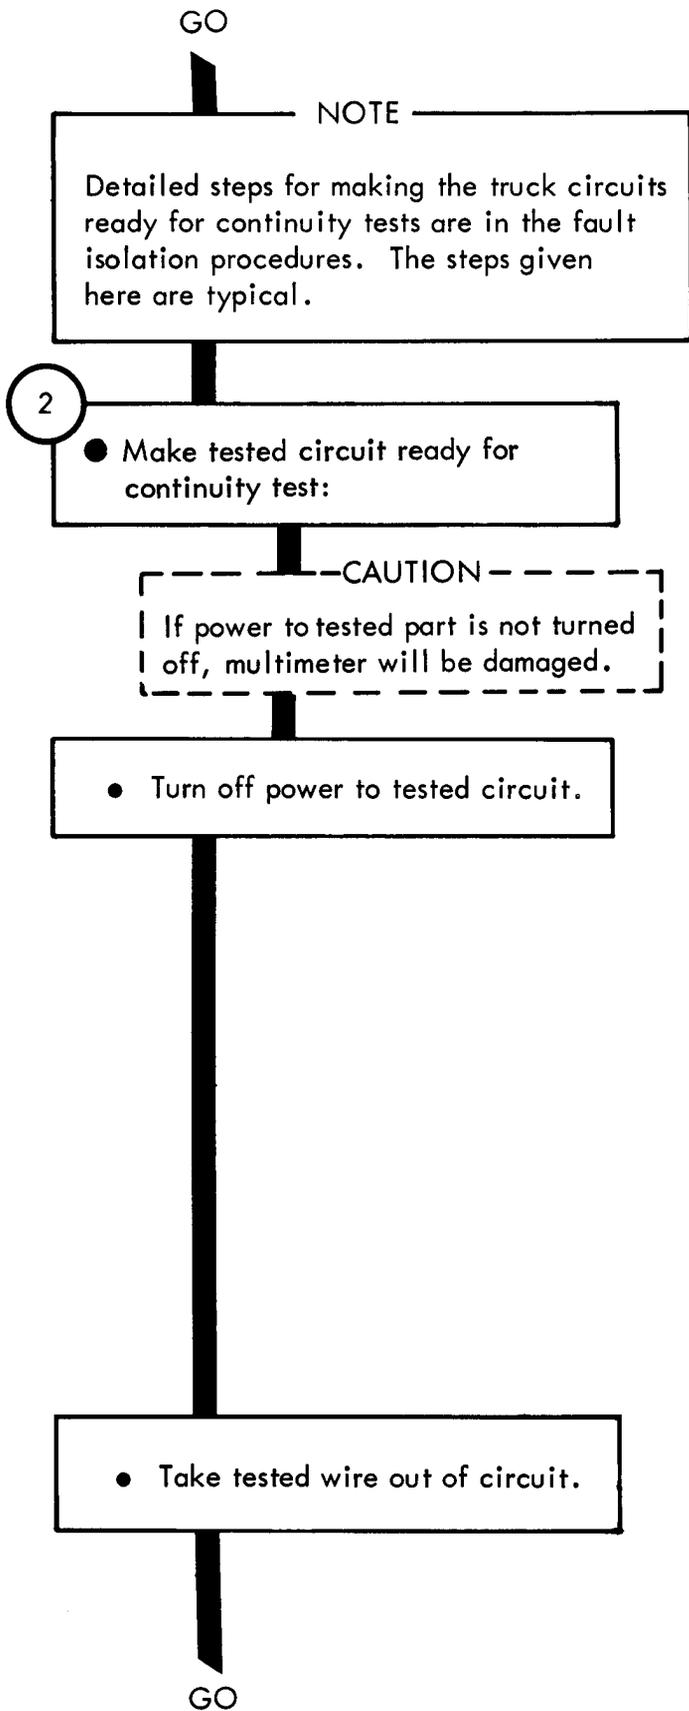 GO
NOTE
Detailed steps for making the truck circuits
ready for continuity tests are in the fault
isolation procedures. The steps given
here are typical.
2
● Make tested circuit ready for
continuity test:
CAUTION
If power to tested part is not turned
off, multimeter will be damaged.
• Turn off power to tested circuit.
• Take tested wire out of circuit.
GO